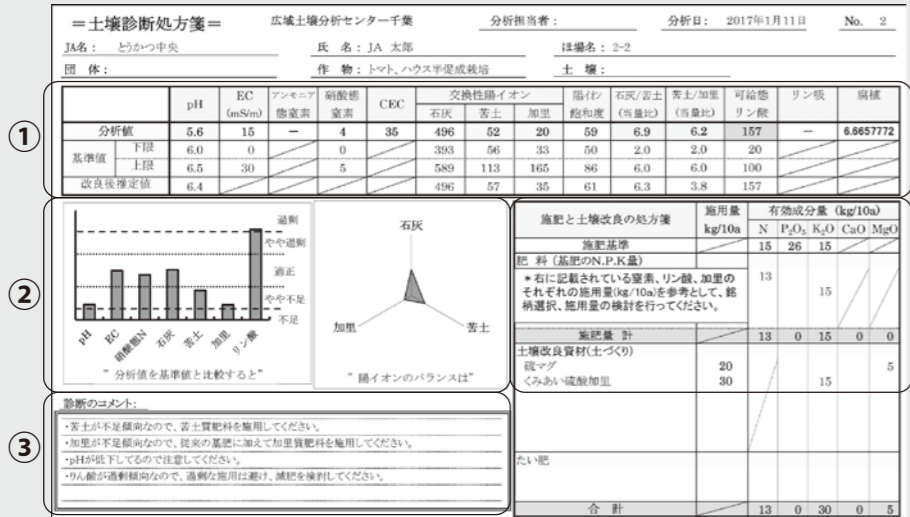 ＝土壌診断処方箋＝ 広域土壌分析センター千葉 分析担当者： 分析日： 2017年1月11日 No. 2
JA名： とうかつ中央 氏 名：JA 太郎 ほ場名：2-2
団 体： 作 物：トマト、ハウス半促成栽培 土 壌：
①
pH EC (mS/m) アンモニア態窒素 硝酸態窒素 CEC 交換性陽イオン 石灰 苦土 加里 陽イオン飽和度 石灰/苦土(当量比) 苦土/加里(当量比) 可給態リン酸 リン吸 腐植
分析値 5.6 15 － 4 35 496 52 20 59 6.9 6.2 157 － 6.6657772
基準値 下限 6.0 0 0 393 56 33 50 2.0 2.0 20
上限 6.5 30 5 589 113 165 86 6.0 6.0 100
改良後推定値 6.4 496 57 35 61 6.3 3.8 157
②
過剰
やや過剰
適正
やや不足
不足
pH EC 硝酸態N 石灰 苦土 加里 リン酸
" 分析値を基準値と比較すると"
石灰
加里 苦土
" 陽イオンのバランスは"
施肥と土壌改良の処方箋 施用量 kg/10a 有効成分量 (kg/10a)
N P₂O₅ K₂O CaO MgO
施肥基準 15 26 15
肥 料 (基肥のN.P.K量)
＊右に記載されている窒素、リン酸、加里の 13
それぞれの施用量(kg/10a)を参考として、銘 15
柄選択、施用量の検討を行ってください。
施肥量 計 13 0 15 0 0
土壌改良資材(土づくり)
硫マグ 20 5
くみあい硫酸加里 30 15
たい肥
合 計 13 0 30 0 5
③
診断のコメント：
・苦土が不足傾向なので、苦土質肥料を施用してください。
・加里が不足傾向なので、従来の基肥に加えて加里質肥料を施用してください。
・pHが低下してるので注意してください。
・りん酸が過剰傾向なので、過剰な施用は避け、減肥を検討してください。